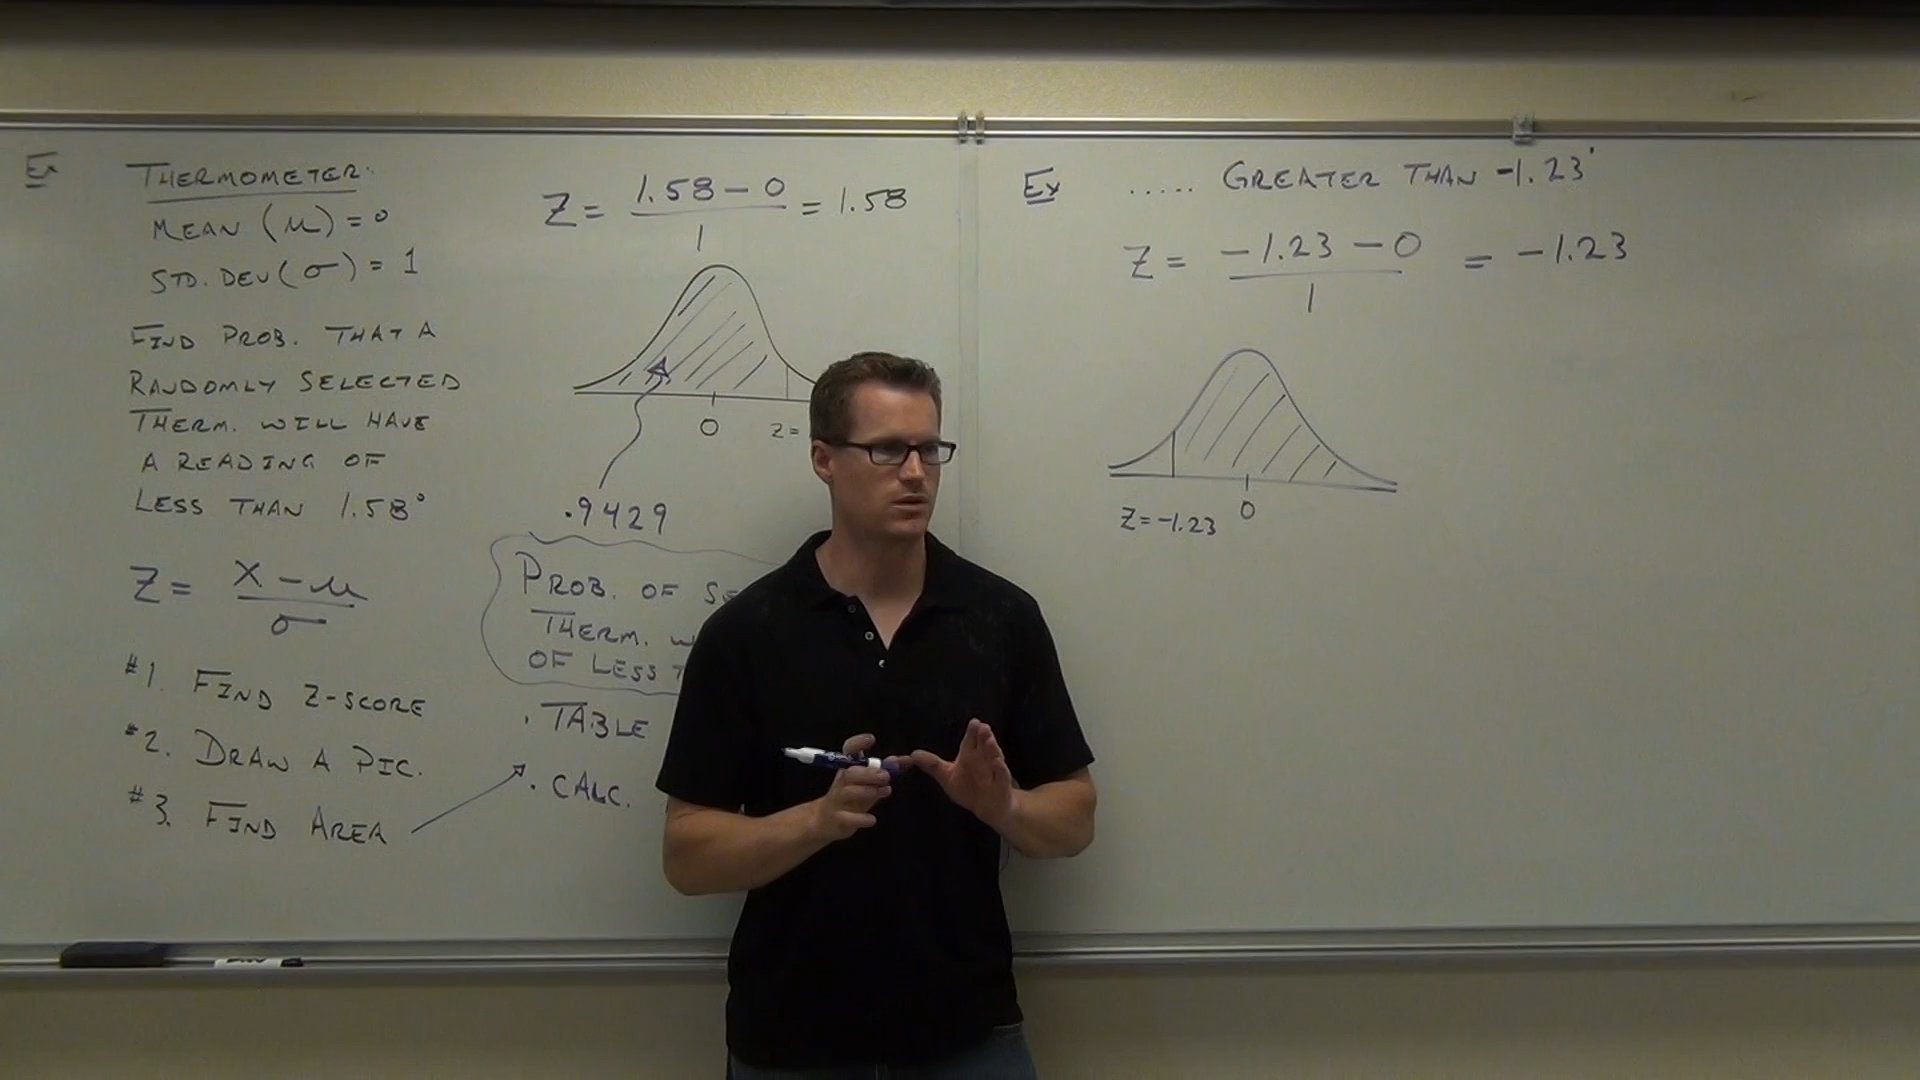 Ex
THERMOMETER:
MEAN (μ) = 0
STD. DEV (σ) = 1
FIND PROB. THAT A
RANDOMLY SELECTED
THERM. WILL HAVE
A READING OF
LESS THAN 1.58°
Z = (X - μ) / σ
#1. FIND Z-SCORE
#2. DRAW A PIC.
#3. FIND AREA
Z = (1.58 - 0) / 1 = 1.58
0 Z =
.9429
PROB. OF
THERM.
OF LESS
. TABLE
. CALC.
Ex ..... GREATER THAN -1.23°
Z = (-1.23 - 0) / 1 = -1.23
Z = -1.23 0